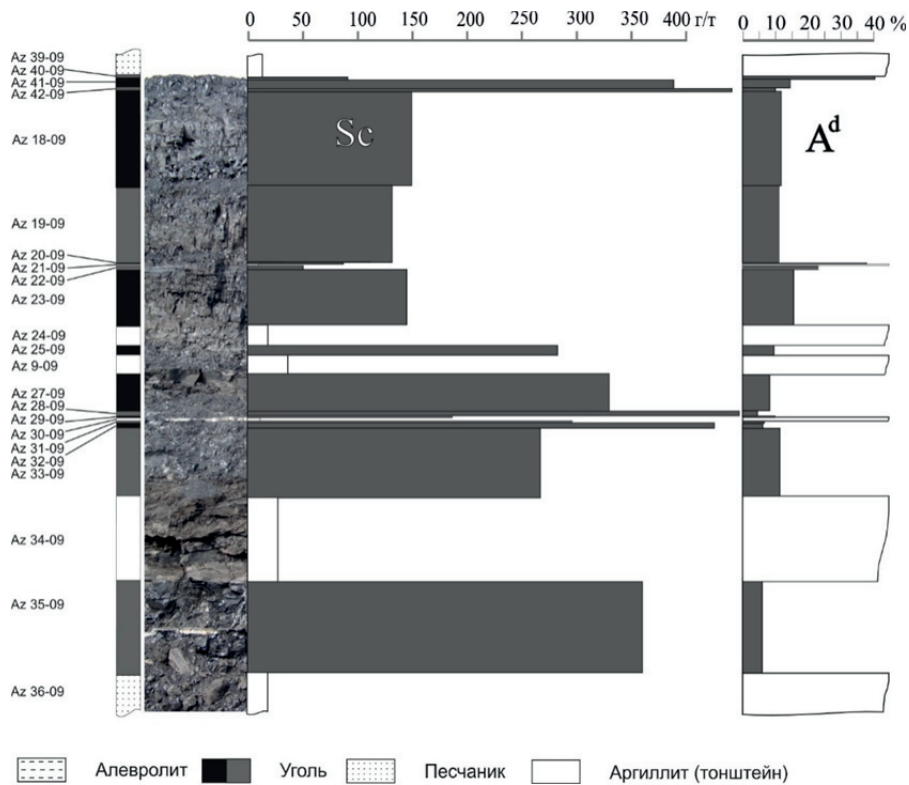 0 50 100 150 200 250 300 350 400 г/т
0 10 20 30 40 %
Az 39-09
Az 40-09
Az 41-09
Az 42-09
Az 18-09
Az 19-09
Az 20-09
Az 21-09
Az 22-09
Az 23-09
Az 24-09
Az 25-09
Az 9-09
Az 27-09
Az 28-09
Az 29-09
Az 30-09
Az 31-09
Az 32-09
Az 33-09
Az 34-09
Az 35-09
Az 36-09
Sc
Aᵈ
Алевролит Уголь Песчаник Аргиллит (тонштейн)